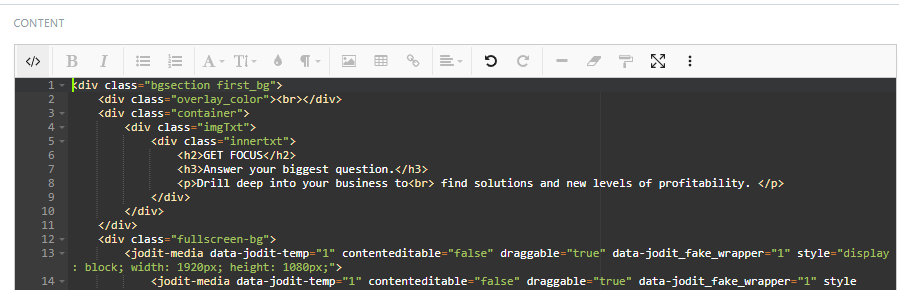 CONTENT
</> B I A TI ¶
1 <div class="bgsection first_bg">
2 <div class="overlay_color"><br></div>
3 <div class="container">
4 <div class="imgTxt">
5 <div class="innertxt">
6 <h2>GET FOCUS</h2>
7 <h3>Answer your biggest question.</h3>
8 <p>Drill deep into your business to<br> find solutions and new levels of profitability. </p>
9 </div>
10 </div>
11 </div>
12 <div class="fullscreen-bg">
13 <jodit-media data-jodit-temp="1" contenteditable="false" draggable="true" data-jodit_fake_wrapper="1" style="display
: block; width: 1920px; height: 1080px;">
14 <jodit-media data-jodit-temp="1" contenteditable="false" draggable="true" data-jodit_fake_wrapper="1" style